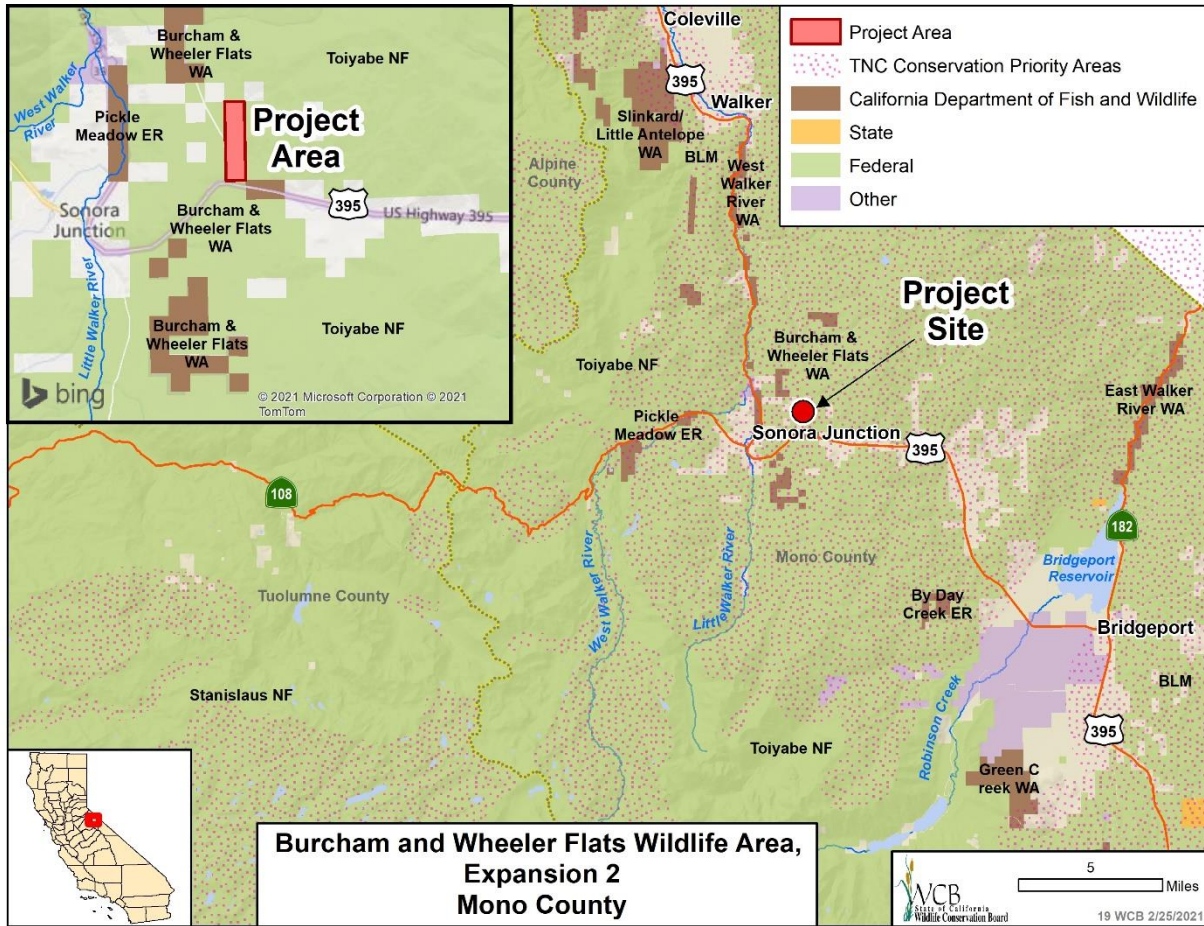 Burcham &
Wheeler Flats
WA
Toiyabe NF
West Walker
River
Pickle
Meadow ER
Project
Area
395
Sonora
Junction
US Highway 395
Burcham &
Wheeler Flats
WA
Little Walker River
Burcham &
Wheeler Flats
WA
Toiyabe NF
bing
© 2021 Microsoft Corporation © 2021
TomTom
Project Area
TNC Conservation Priority Areas
California Department of Fish and Wildlife
State
Federal
Other
Coleville
395
Walker
Slinkard/
Little Antelope
WA
BLM
Alpine
County
West
Walker
River
WA
Project
Site
Burcham &
Wheeler Flats
WA
Toiyabe NF
East Walker
River WA
Pickle
Meadow ER
Sonora Junction
395
108
182
Mono County
Bridgeport
Reservoir
Tuolumne County
West Walker River
Little Walker River
By Day
Creek ER
Bridgeport
Stanislaus NF
BLM
Robinson Creek
395
Toiyabe NF
Green C
reek WA
Burcham and Wheeler Flats Wildlife Area,
Expansion 2
Mono County
WCB
State of California
Wildlife Conservation Board
5
Miles
19 WCB 2/25/2021